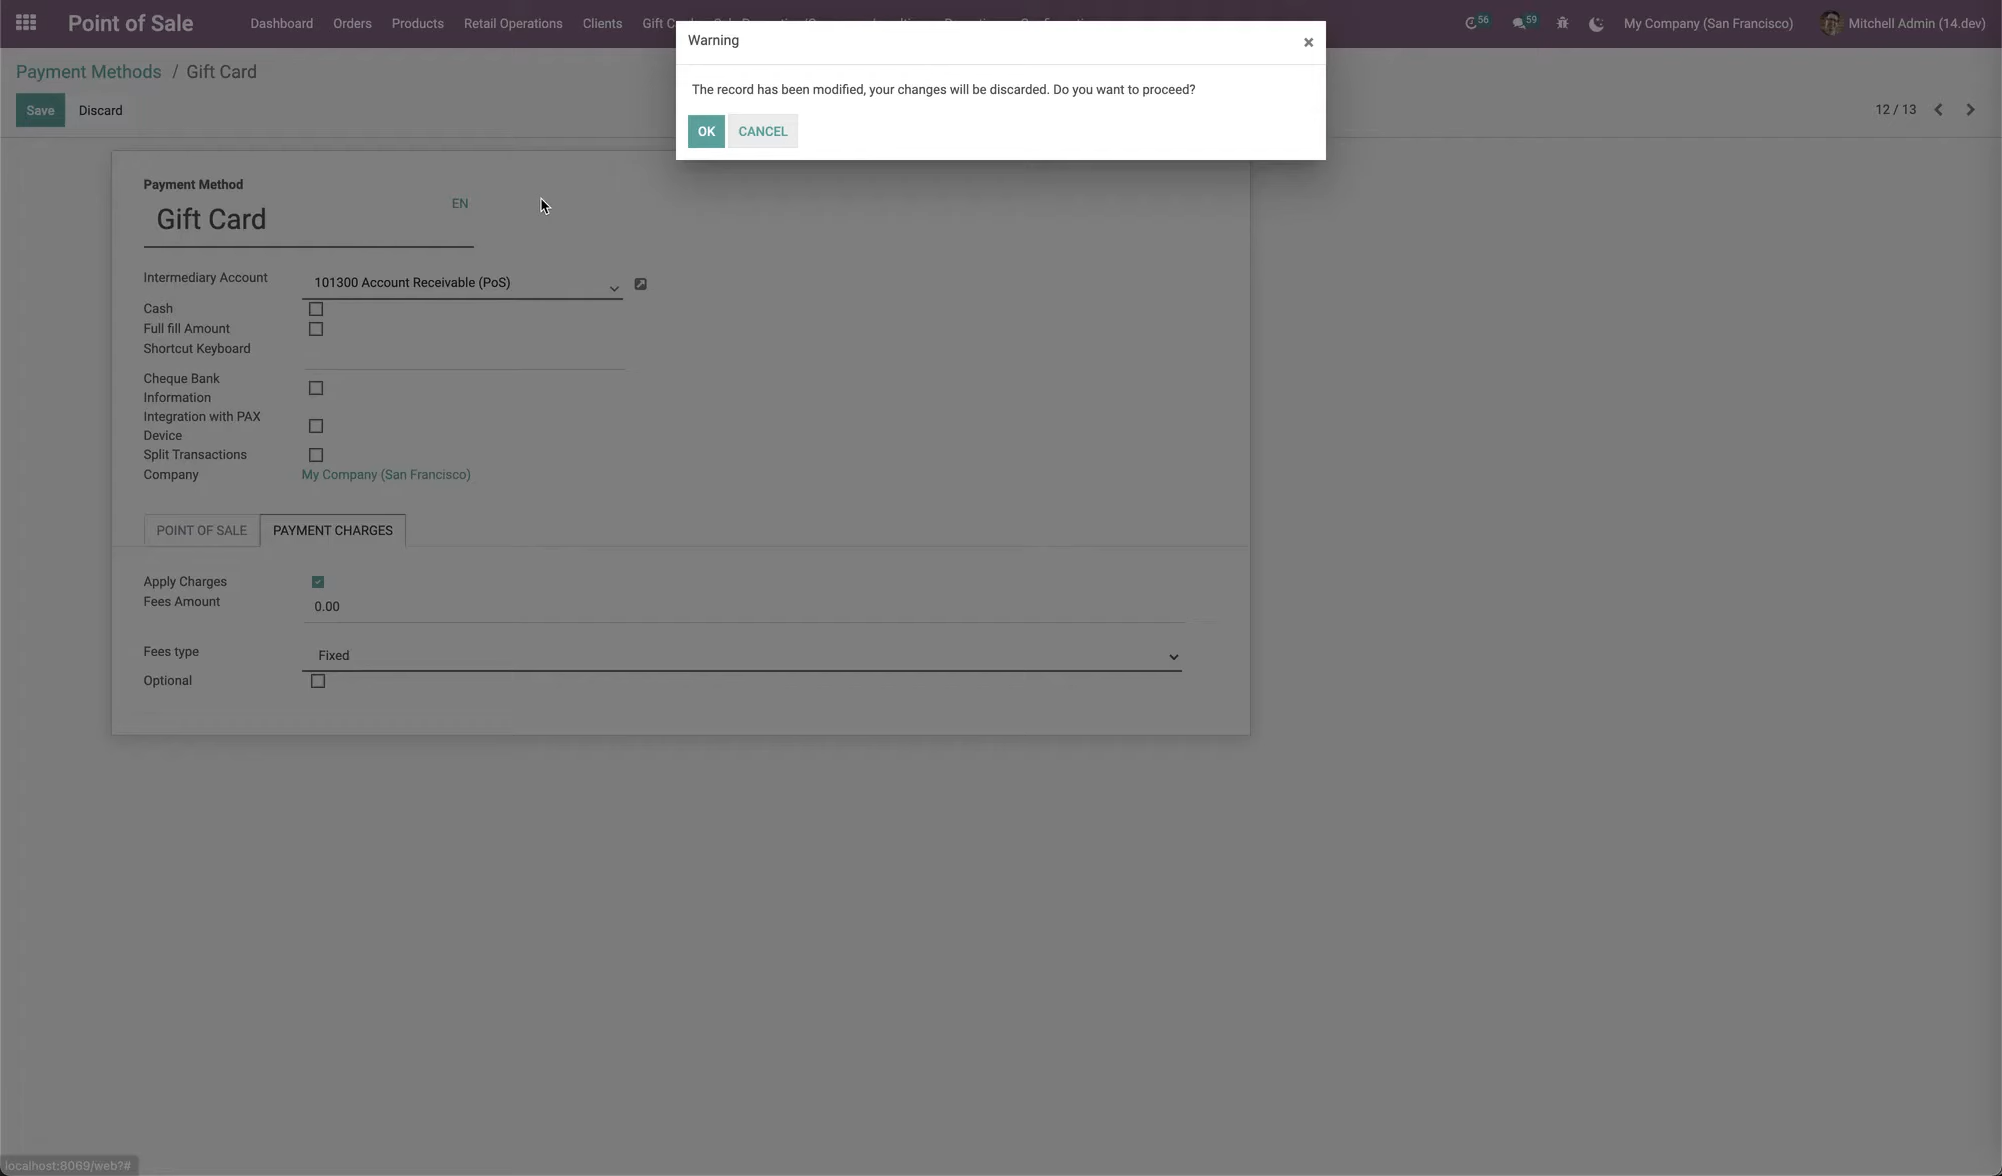 Point of Sale
Dashboard Orders Products Retail Operations Clients Gift
56 59 My Company (San Francisco) Mitchell Admin (14.dev)
Warning
×
The record has been modified, your changes will be discarded. Do you want to proceed?
OK CANCEL
Payment Methods / Gift Card
Save Discard
12 / 13
Payment Method
Gift Card EN
Intermediary Account 101300 Account Receivable (PoS)
Cash
Full fill Amount
Shortcut Keyboard
Cheque Bank
Information
Integration with PAX
Device
Split Transactions
Company My Company (San Francisco)
POINT OF SALE PAYMENT CHARGES
Apply Charges
Fees Amount 0.00
Fees type Fixed
Optional
localhost:8069/web?#